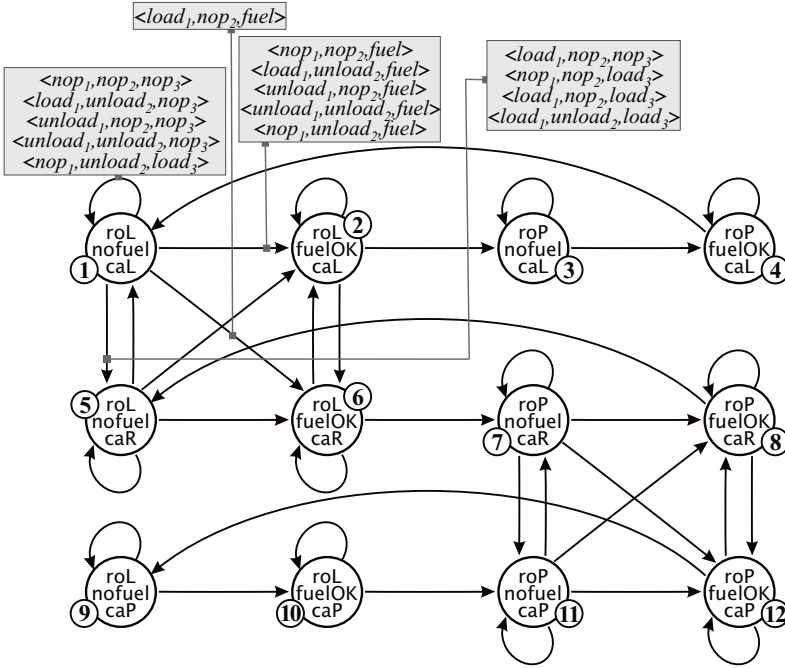 <load1,nop2,fuel>
<nop1,nop2,nop3>
<load1,unload2,nop3>
<unload1,nop2,nop3>
<unload1,unload2,nop3>
<nop1,unload2,load3>
<nop1,nop2,fuel>
<load1,unload2,fuel>
<unload1,nop2,fuel>
<unload1,unload2,fuel>
<nop1,unload2,fuel>
<load1,nop2,nop3>
<nop1,nop2,load3>
<load1,nop2,load3>
<load1,unload2,load3>
roL
nofuel
caL
1
roL
fuelOK
caL
2
roP
nofuel
caL
3
roP
fuelOK
caL
4
roL
nofuel
caR
5
roL
fuelOK
caR
6
roP
nofuel
caR
7
roP
fuelOK
caR
8
roL
nofuel
caP
9
roL
fuelOK
caP
10
roP
nofuel
caP
11
roP
fuelOK
caP
12